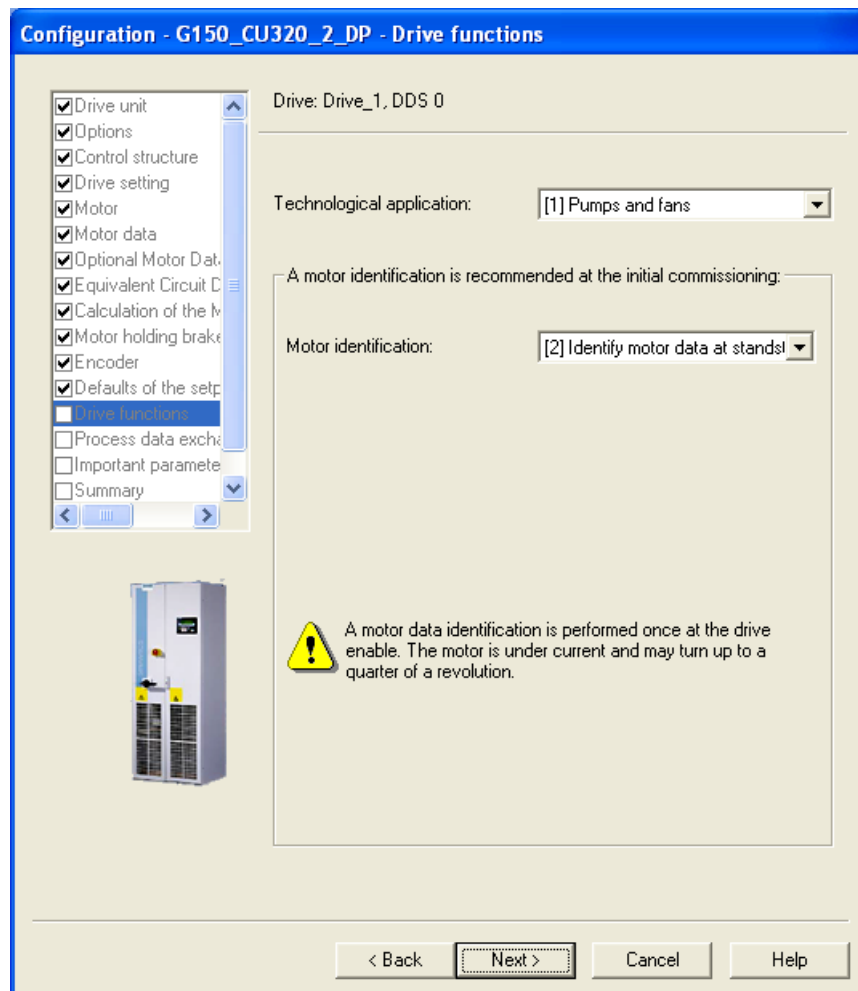 Configuration - G150_CU320_2_DP - Drive functions
Drive unit
Options
Control structure
Drive setting
Motor
Motor data
Optional Motor Dat
Equivalent Circuit D
Calculation of the M
Motor holding brake
Encoder
Defaults of the setp
Drive functions
Process data excha
Important paramete
Summary
Drive: Drive_1, DDS 0
Technological application:
[1] Pumps and fans
A motor identification is recommended at the initial commissioning:
Motor identification:
[2] Identify motor data at standsl
A motor data identification is performed once at the drive
enable. The motor is under current and may turn up to a
quarter of a revolution.
< Back
Next >
Cancel
Help